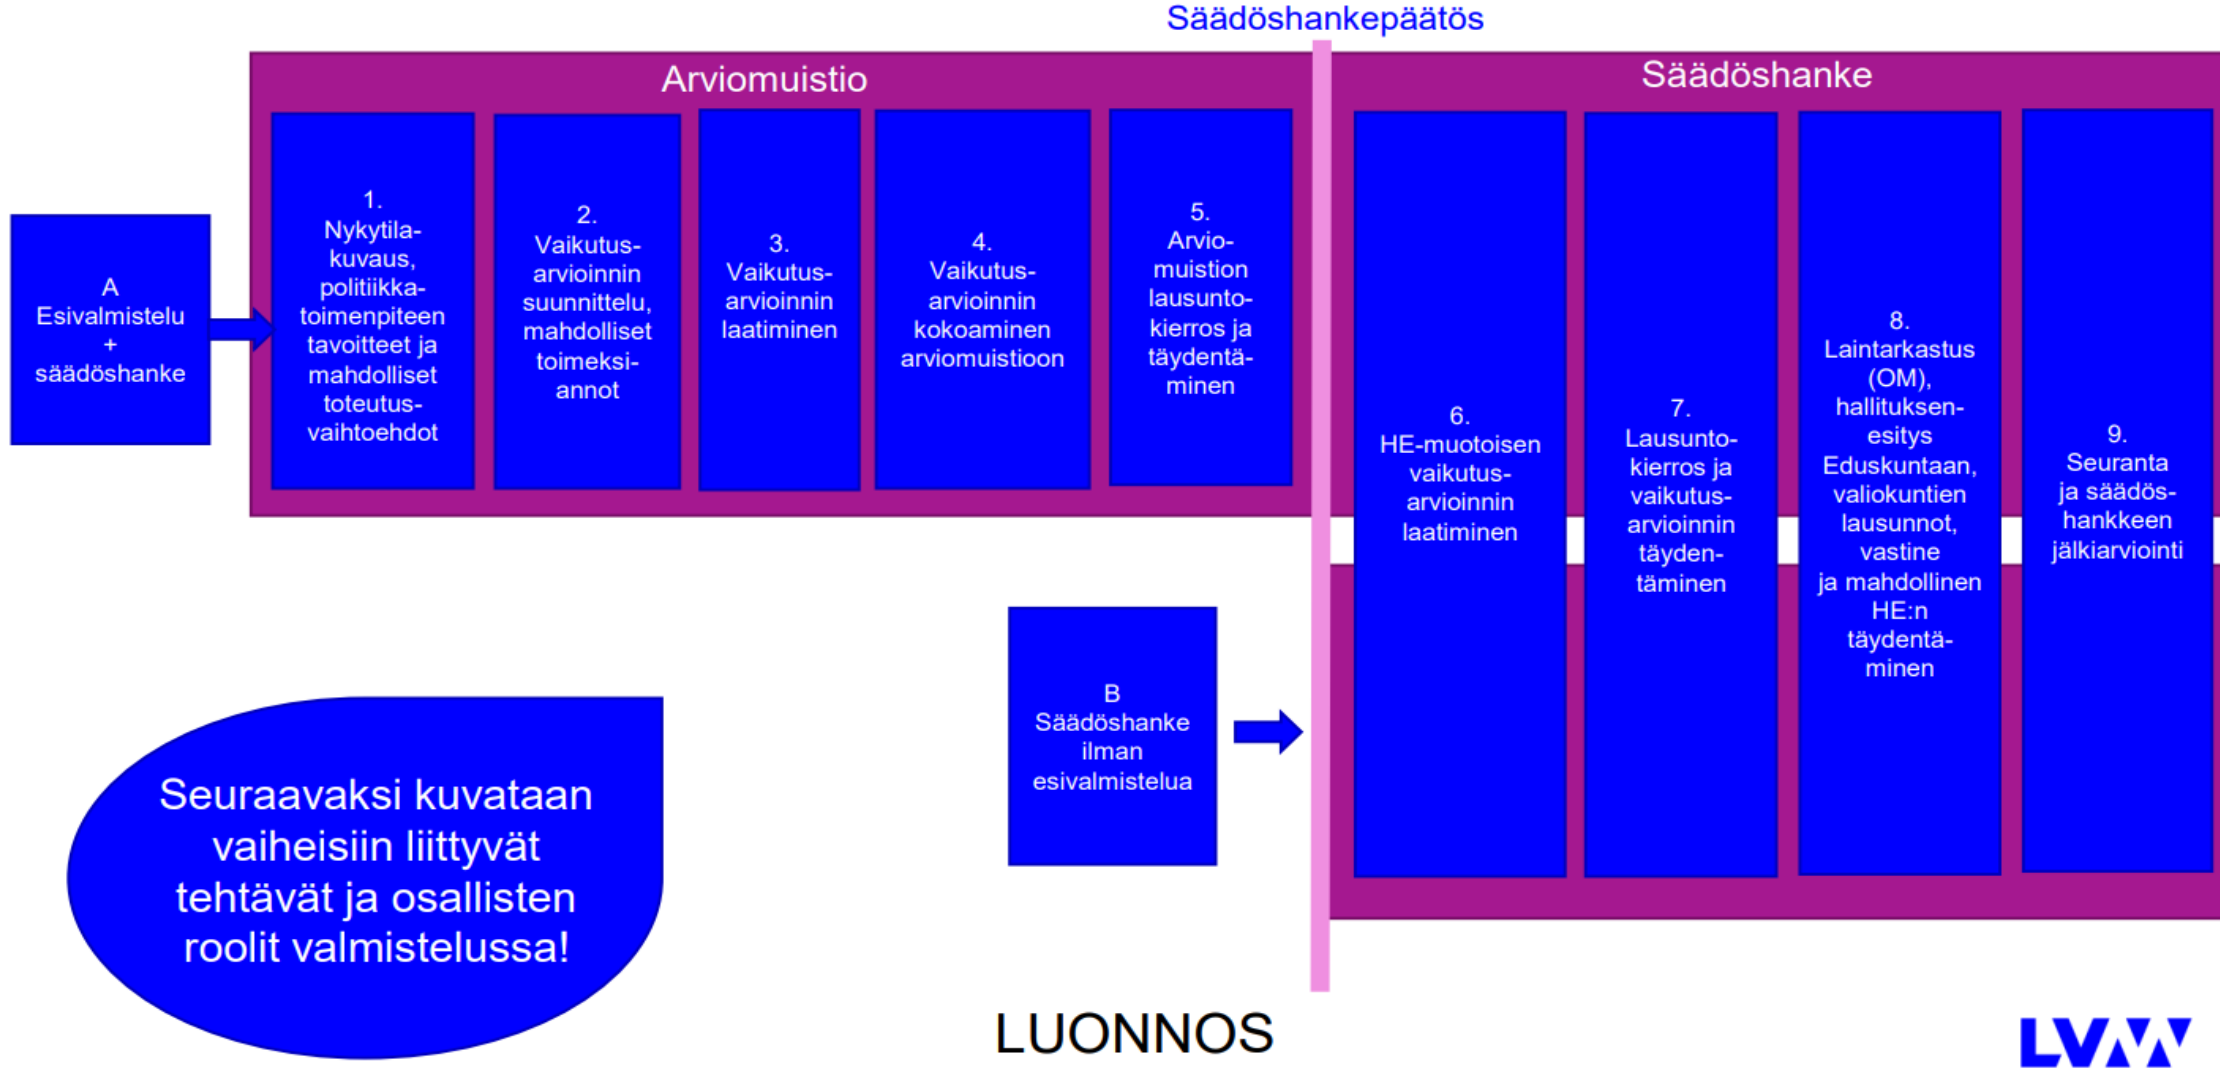 Säädöshankepäätös
Arviomuistio
Säädöshanke
A
Esivalmistelu
+
säädöshanke
1.
Nykytila-
kuvaus,
politiikka-
toimenpiteen
tavoitteet ja
mahdolliset
toteutus-
vaihtoehdot
2.
Vaikutus-
arvioinnin
suunnittelu,
mahdolliset
toimeksi-
annot
3.
Vaikutus-
arvioinnin
laatiminen
4.
Vaikutus-
arvioinnin
kokoaminen
arviomuistioon
5.
Arvio-
muistion
lausunto-
kierros ja
täydentä-
minen
6.
HE-muotoisen
vaikutus-
arvioinnin
laatiminen
7.
Lausunto-
kierros ja
vaikutus-
arvioinnin
täyden-
täminen
8.
Laintarkastus
(OM),
hallituksen-
esitys
Eduskuntaan,
valiokuntien
lausunnot,
vastine
ja mahdollinen
HE:n
täydentä-
minen
9.
Seuranta
ja säädös-
hankkeen
jälkiarviointi
B
Säädöshanke
ilman
esivalmistelua
Seuraavaksi kuvataan
vaiheisiin liittyvät
tehtävät ja osallisten
roolit valmistelussa!
LUONNOS
LVM